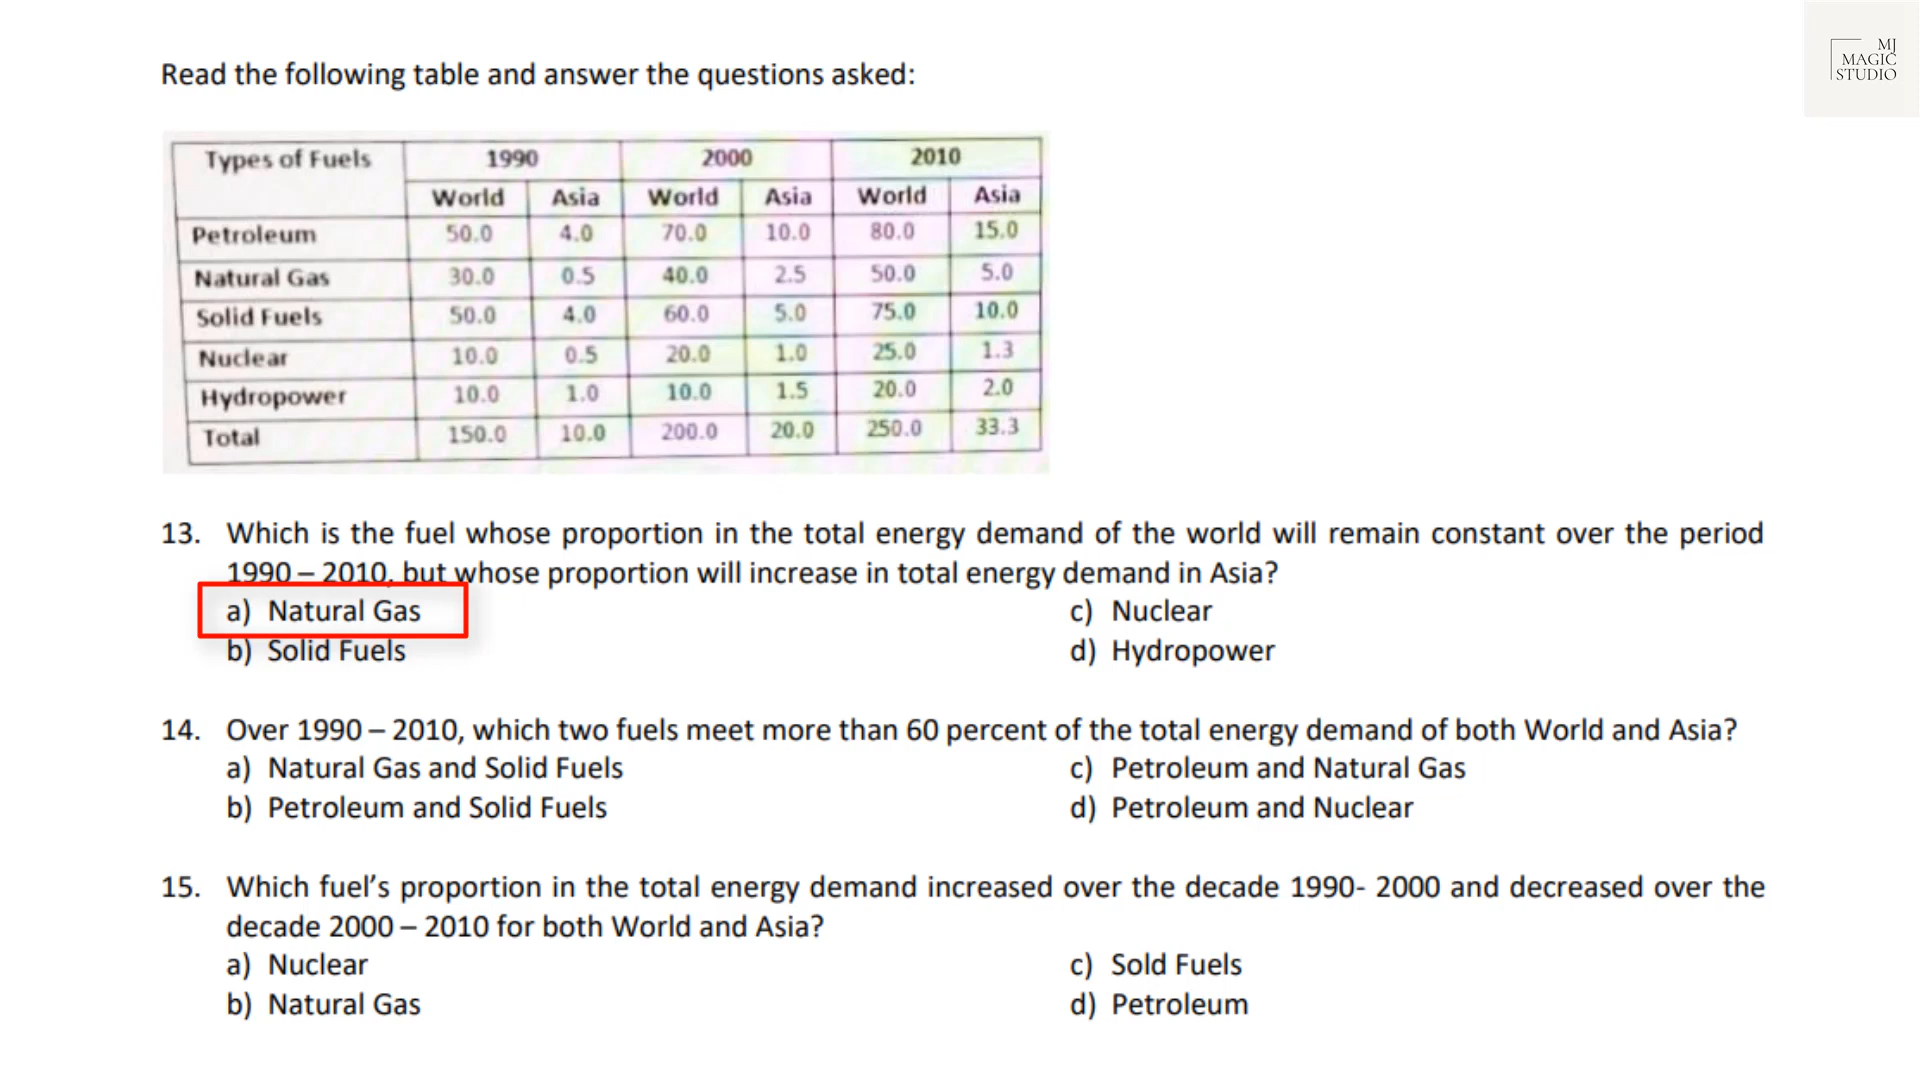 MJ
MAGIC
STUDIO
Read the following table and answer the questions asked:
Types of Fuels 1990 2000 2010
World Asia World Asia World Asia
Petroleum 50.0 4.0 70.0 10.0 80.0 15.0
Natural Gas 30.0 0.5 40.0 2.5 50.0 5.0
Solid Fuels 50.0 4.0 60.0 5.0 75.0 10.0
Nuclear 10.0 0.5 20.0 1.0 25.0 1.3
Hydropower 10.0 1.0 10.0 1.5 20.0 2.0
Total 150.0 10.0 200.0 20.0 250.0 33.3
13. Which is the fuel whose proportion in the total energy demand of the world will remain constant over the period
1990 – 2010, but whose proportion will increase in total energy demand in Asia?
a) Natural Gas c) Nuclear
b) Solid Fuels d) Hydropower
14. Over 1990 – 2010, which two fuels meet more than 60 percent of the total energy demand of both World and Asia?
a) Natural Gas and Solid Fuels c) Petroleum and Natural Gas
b) Petroleum and Solid Fuels d) Petroleum and Nuclear
15. Which fuel's proportion in the total energy demand increased over the decade 1990- 2000 and decreased over the
decade 2000 – 2010 for both World and Asia?
a) Nuclear c) Sold Fuels
b) Natural Gas d) Petroleum